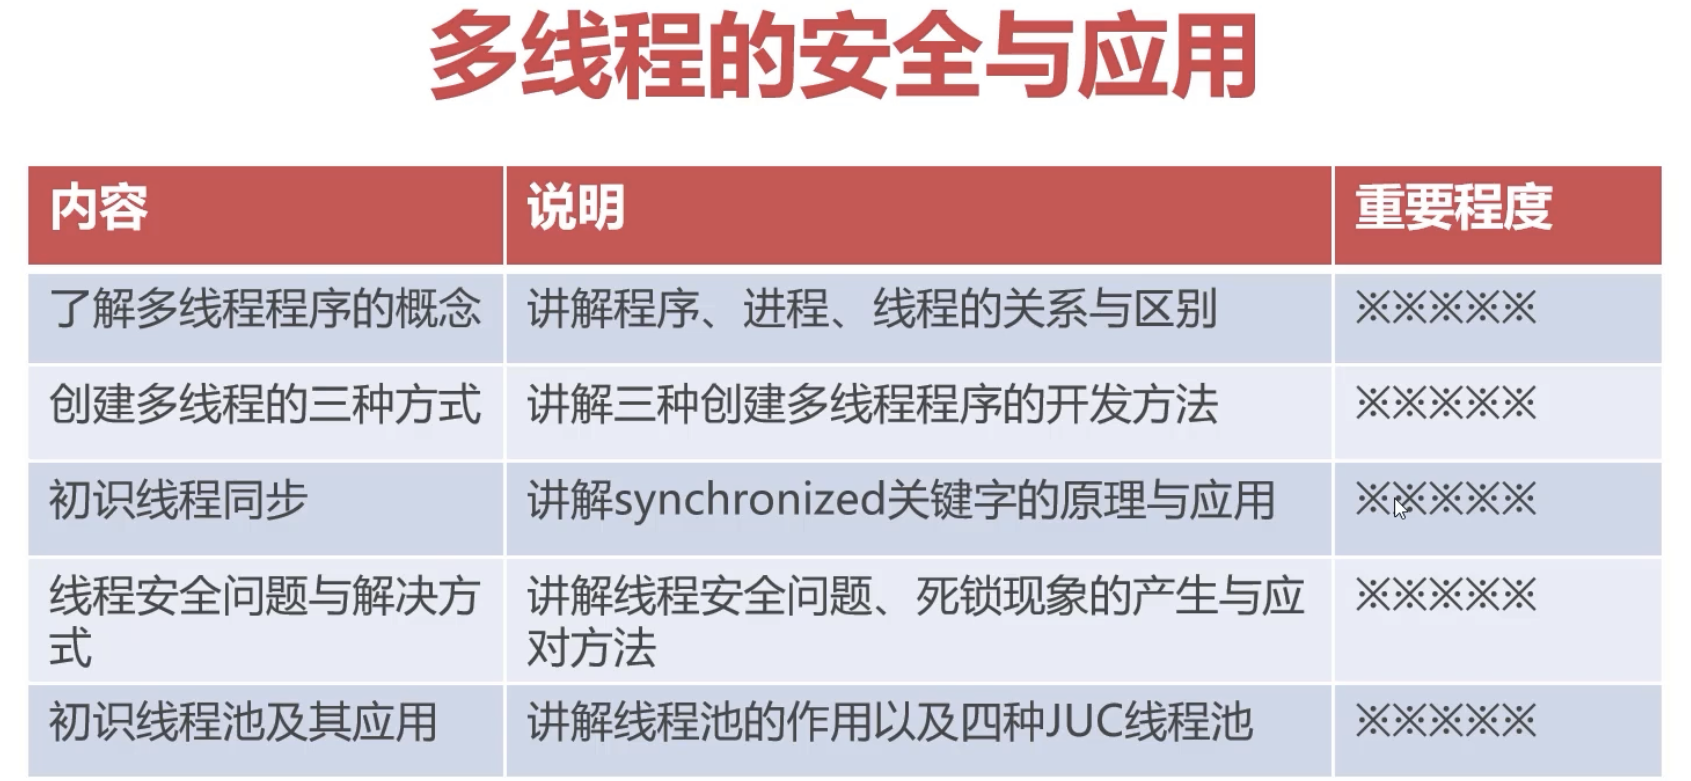 多线程的安全与应用
内容 说明 重要程度
了解多线程程序的概念 讲解程序、进程、线程的关系与区别 ※※※※※
创建多线程的三种方式 讲解三种创建多线程程序的开发方法 ※※※※※
初识线程同步 讲解synchronized关键字的原理与应用 ※※※※※
线程安全问题与解决方 讲解线程安全问题、死锁现象的产生与应 ※※※※※
式 对方法
初识线程池及其应用 讲解线程池的作用以及四种JUC线程池 ※※※※※